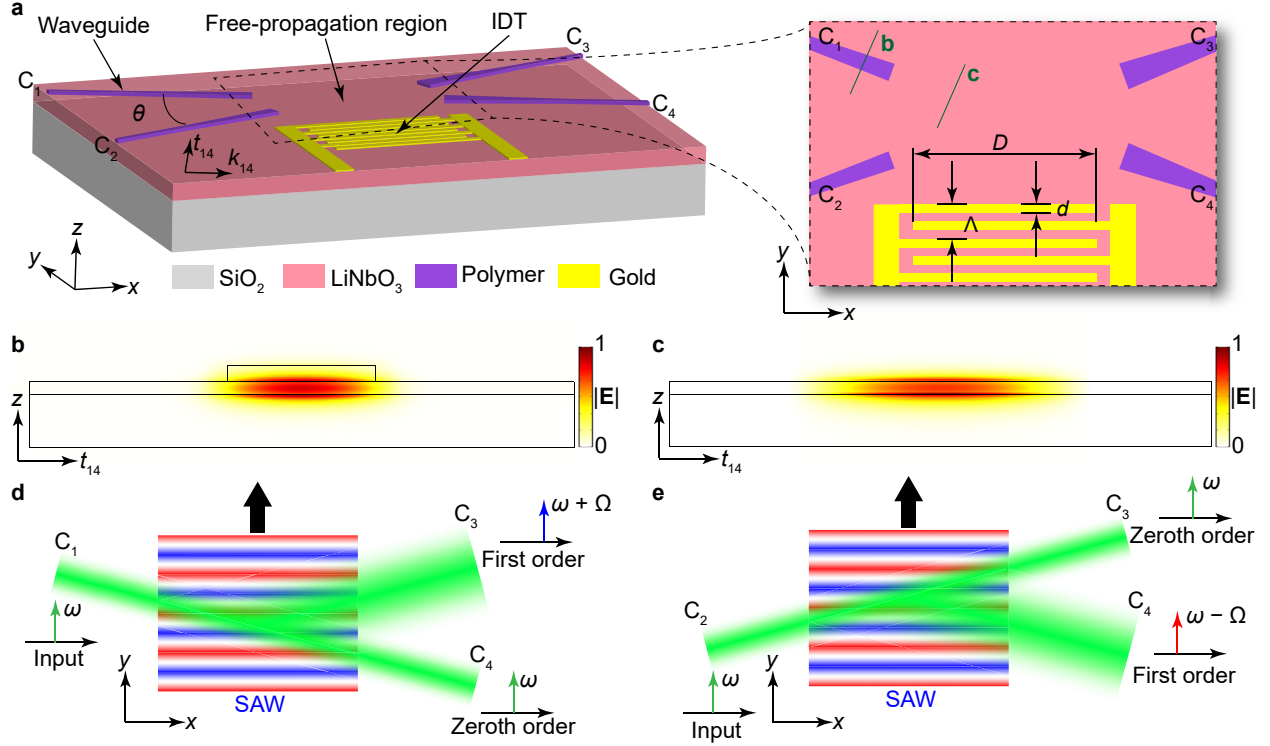 a
Waveguide
Free-propagation region
IDT
C1
C2
C3
C4
θ
t14
k14
z
y
x
SiO2
LiNbO3
Polymer
Gold
C1
b
c
C3
C2
C4
D
d
Λ
y
x
b
1
|E|
0
z
t14
c
1
|E|
0
z
t14
d
C1
ω
Input
C3
ω + Ω
First order
C4
ω
Zeroth order
SAW
y
x
e
C2
ω
Input
C3
ω
Zeroth order
C4
ω − Ω
First order
SAW
y
x